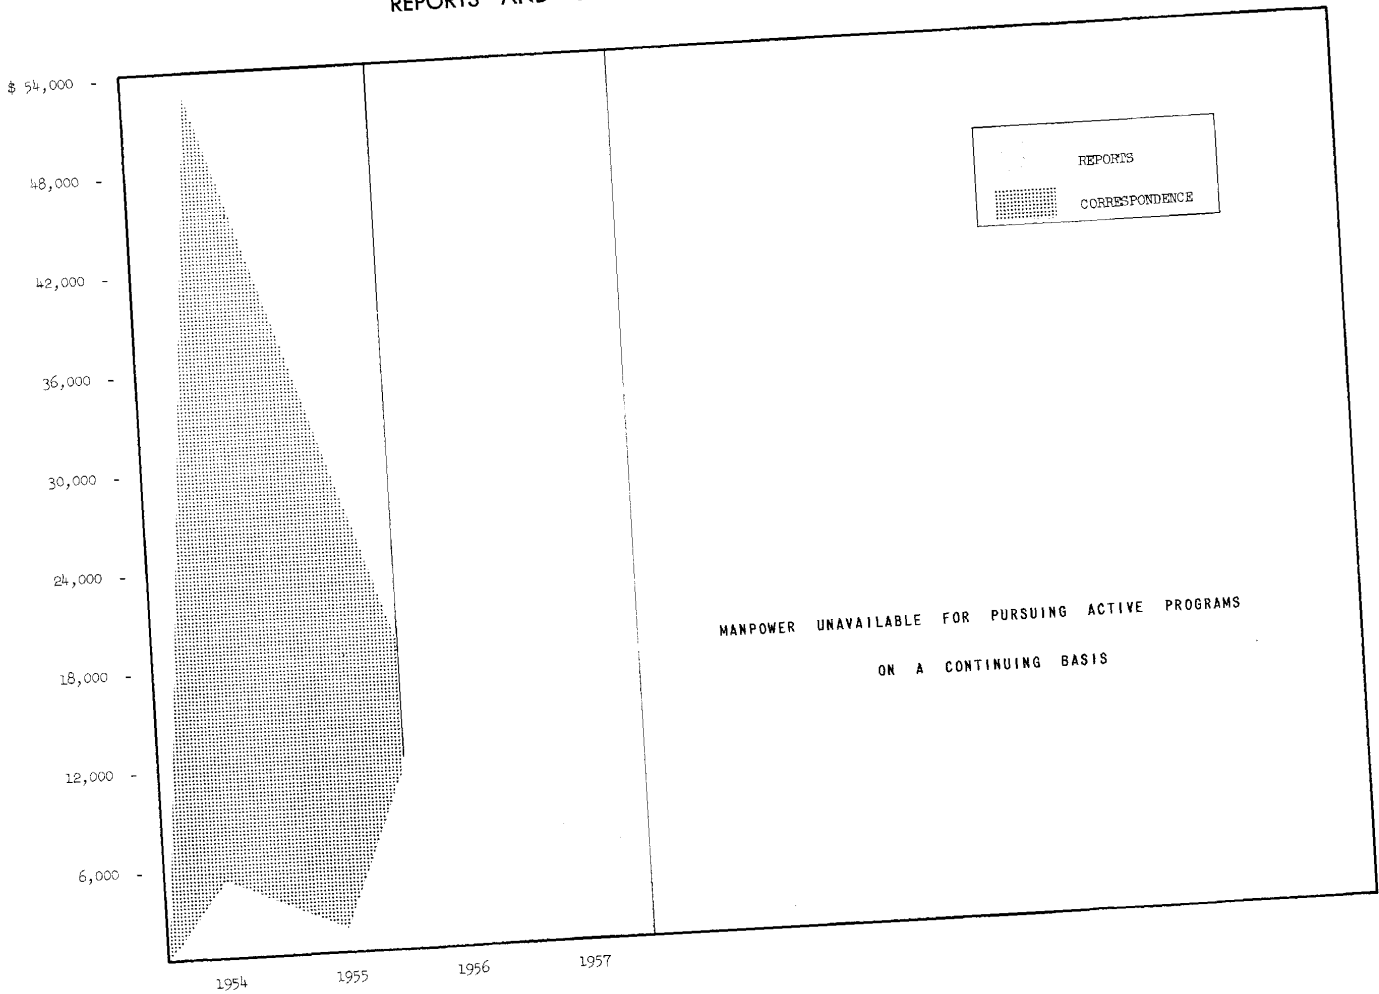 REPORTS AND
$ 54,000 -
48,000 -
42,000 -
36,000 -
30,000 -
24,000 -
18,000 -
12,000 -
6,000 -
REPORTS
CORRESPONDENCE
MANPOWER UNAVAILABLE FOR PURSUING ACTIVE PROGRAMS
ON A CONTINUING BASIS
1954 1955 1956 1957